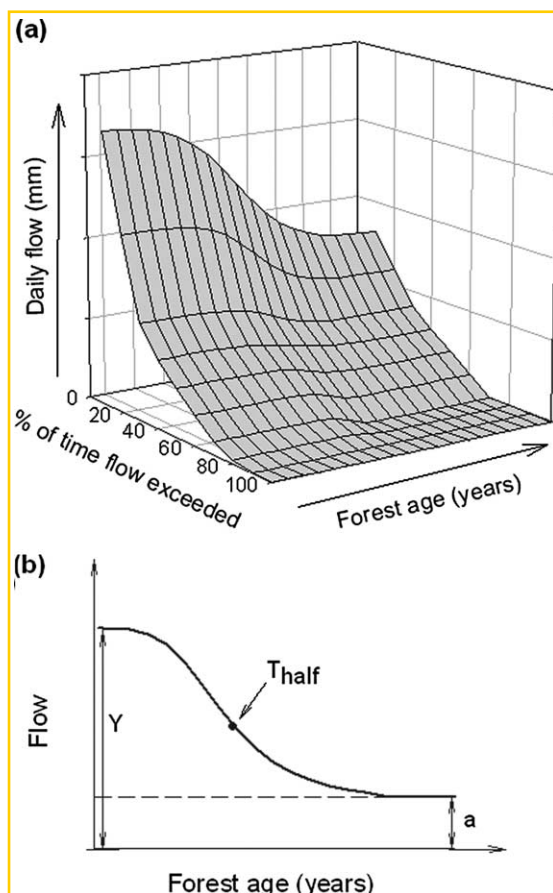 (a)
Daily flow (mm)
0
20
40
60
80
100
% of time flow exceeded
Forest age (years)
(b)
Flow
Y
T half
a
Forest age (years)